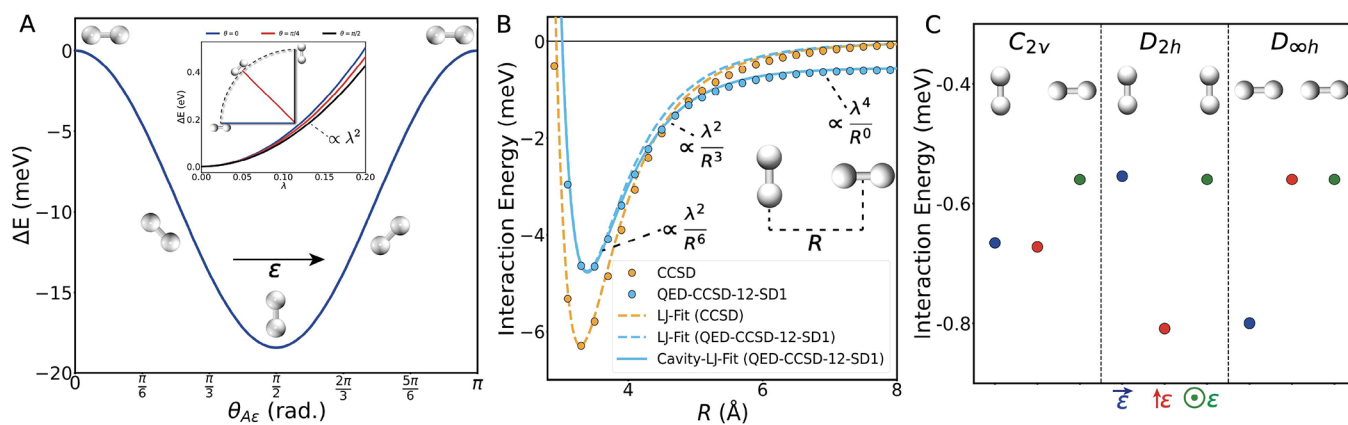 A
ΔE (meV)
0
−5
−10
−15
−20
0
π/6
π/3
π/2
2π/3
5π/6
π
θAε (rad.)
ε
θ = 0
θ = π/4
θ = π/2
ΔE (eV)
0.4
0.2
0.0
0.00
0.05
0.10
0.15
0.20
λ
∝ λ²
B
Interaction Energy (meV)
0
−2
−4
−6
4
5
6
7
8
R (Å)
∝ λ²/R³
∝ λ⁴/R⁰
∝ λ²/R⁶
R
CCSD
QED-CCSD-12-SD1
LJ-Fit (CCSD)
LJ-Fit (QED-CCSD-12-SD1)
Cavity-LJ-Fit (QED-CCSD-12-SD1)
C
Interaction Energy (meV)
−0.4
−0.6
−0.8
C2v
D2h
D∞h
ε
ε
ε